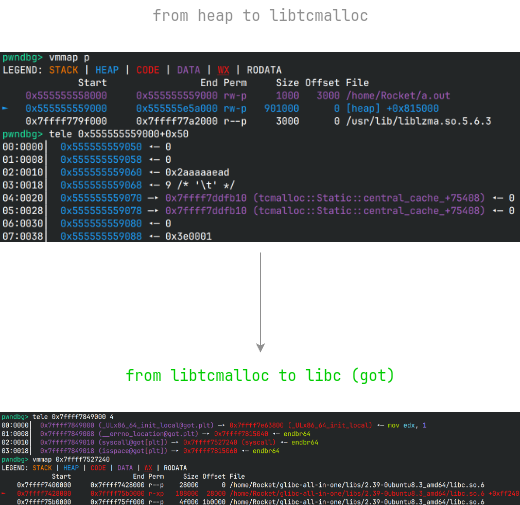 from heap to libtcmalloc
pwndbg> vmmap p
LEGEND: STACK | HEAP | CODE | DATA | WX | RODATA
Start End Perm Size Offset File
0x555555558000 0x555555559000 rw-p 1000 3000 /home/Rocket/a.out
► 0x555555559000 0x555555e5a000 rw-p 901000 0 [heap] +0x815000
0x7ffff779f000 0x7ffff77a2000 r--p 3000 0 /usr/lib/liblzma.so.5.6.3
pwndbg> tele 0x555555559000+0x50
00:0000│ 0x555555559050 ◂— 0
01:0008│ 0x555555559058 ◂— 0
02:0010│ 0x555555559060 ◂— 0x2aaaaaead
03:0018│ 0x555555559068 ◂— 9 /* '\t' */
04:0020│ 0x555555559070 —▸ 0x7ffff7ddfb10 (tcmalloc::Static::central_cache_+75408) ◂— 0
05:0028│ 0x555555559078 —▸ 0x7ffff7ddfb10 (tcmalloc::Static::central_cache_+75408) ◂— 0
06:0030│ 0x555555559080 ◂— 0
07:0038│ 0x555555559088 ◂— 0x3e0001
from libtcmalloc to libc (got)
pwndbg> tele 0x7ffff7849000 4
00:0000│ 0x7ffff7849000 (_ULx86_64_init_local@got.plt) —▸ (_ULx86_64_init_local) ◂— mov edx, 1
01:0008│ 0x7ffff7849008 (__errno_location@got.plt) —▸ ◂— endbr64
02:0010│ 0x7ffff7849010 (syscall@got[plt]) —▸ 0x7ffff7527240 (syscall) ◂— endbr64
03:0018│ 0x7ffff7849018 (isspace@got[plt]) —▸ ◂— endbr64
pwndbg> vmmap 0x7ffff7527240
LEGEND: STACK | HEAP | CODE | DATA | WX | RODATA
Start End Perm Size Offset File
0x7ffff7400000 0x7ffff7428000 r--p 28000 0 /home/Rocket/glibc-all-in-one/libs/2.39-0ubuntu8.3_amd64/libc.so.6
► 0x7ffff7428000 0x7ffff75b0000 r-xp 188000 28000 /home/Rocket/glibc-all-in-one/libs/2.39-0ubuntu8.3_amd64/libc.so.6 +0xff240
0x7ffff75b0000 0x7ffff75ff000 r--p 4f000 1b0000 /home/Rocket/glibc-all-in-one/libs/2.39-0ubuntu8.3_amd64/libc.so.6